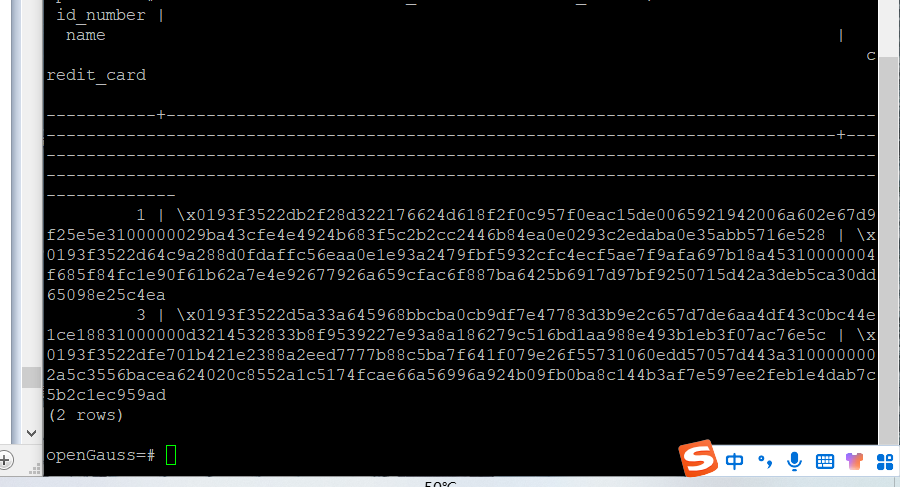 id_number |
name |
c
redit_card
-----------+-----------------------------------------------------------------------
-------------------------------------------------------------------------------+---
-----------------------------------------------------------------------------------
-----------------------------------------------------------------------------------
-------------
1 | \x0193f3522db2f28d322176624d618f2f0c957f0eac15de0065921942006a602e67d9
f25e5e3100000029ba43cfe4e4924b683f5c2b2cc2446b84ea0e0293c2edaba0e35abb5716e528 | \x
0193f3522d64c9a288d0fdaffc56eaa0e1e93a2479fbf5932cfc4ecf5ae7f9afa697b18a45310000004
f685f84fc1e90f61b62a7e4e92677926a659cfac6f887ba6425b6917d97bf9250715d42a3deb5ca30dd
65098e25c4ea
3 | \x0193f3522d5a33a645968bbcba0cb9df7e47783d3b9e2c657d7de6aa4df43c0bc44e
1ce18831000000d3214532833b8f9539227e93a8a186279c516bd1aa988e493b1eb3f07ac76e5c | \x
0193f3522dfe701b421e2388a2eed7777b88c5ba7f641f079e26f55731060edd57057d443a310000000
2a5c3556bacea624020c8552a1c5174fcae66a56996a924b09fb0ba8c144b3af7e597ee2feb1e4dab7c
5b2c1ec959ad
(2 rows)
openGauss=#
S 中